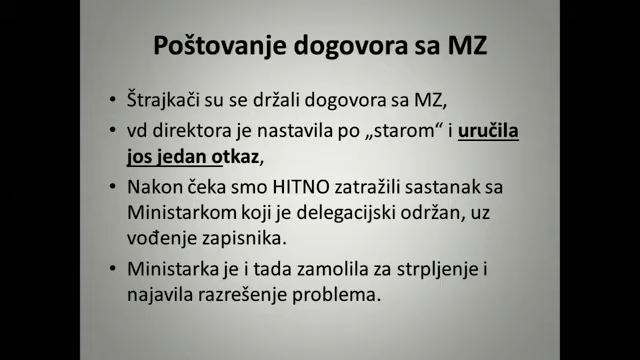 Poštovanje dogovora sa MZ
• Štrajkači su se držali dogovora sa MZ,
• vd direktora je nastavila po „starom“ i uručila
jos jedan otkaz,
• Nakon čeka smo HITNO zatražili sastanak sa
Ministarkom koji je delegacijski održan, uz
vođenje zapisnika.
• Ministarka je i tada zamolila za strpljenje i
najavila razrešenje problema.